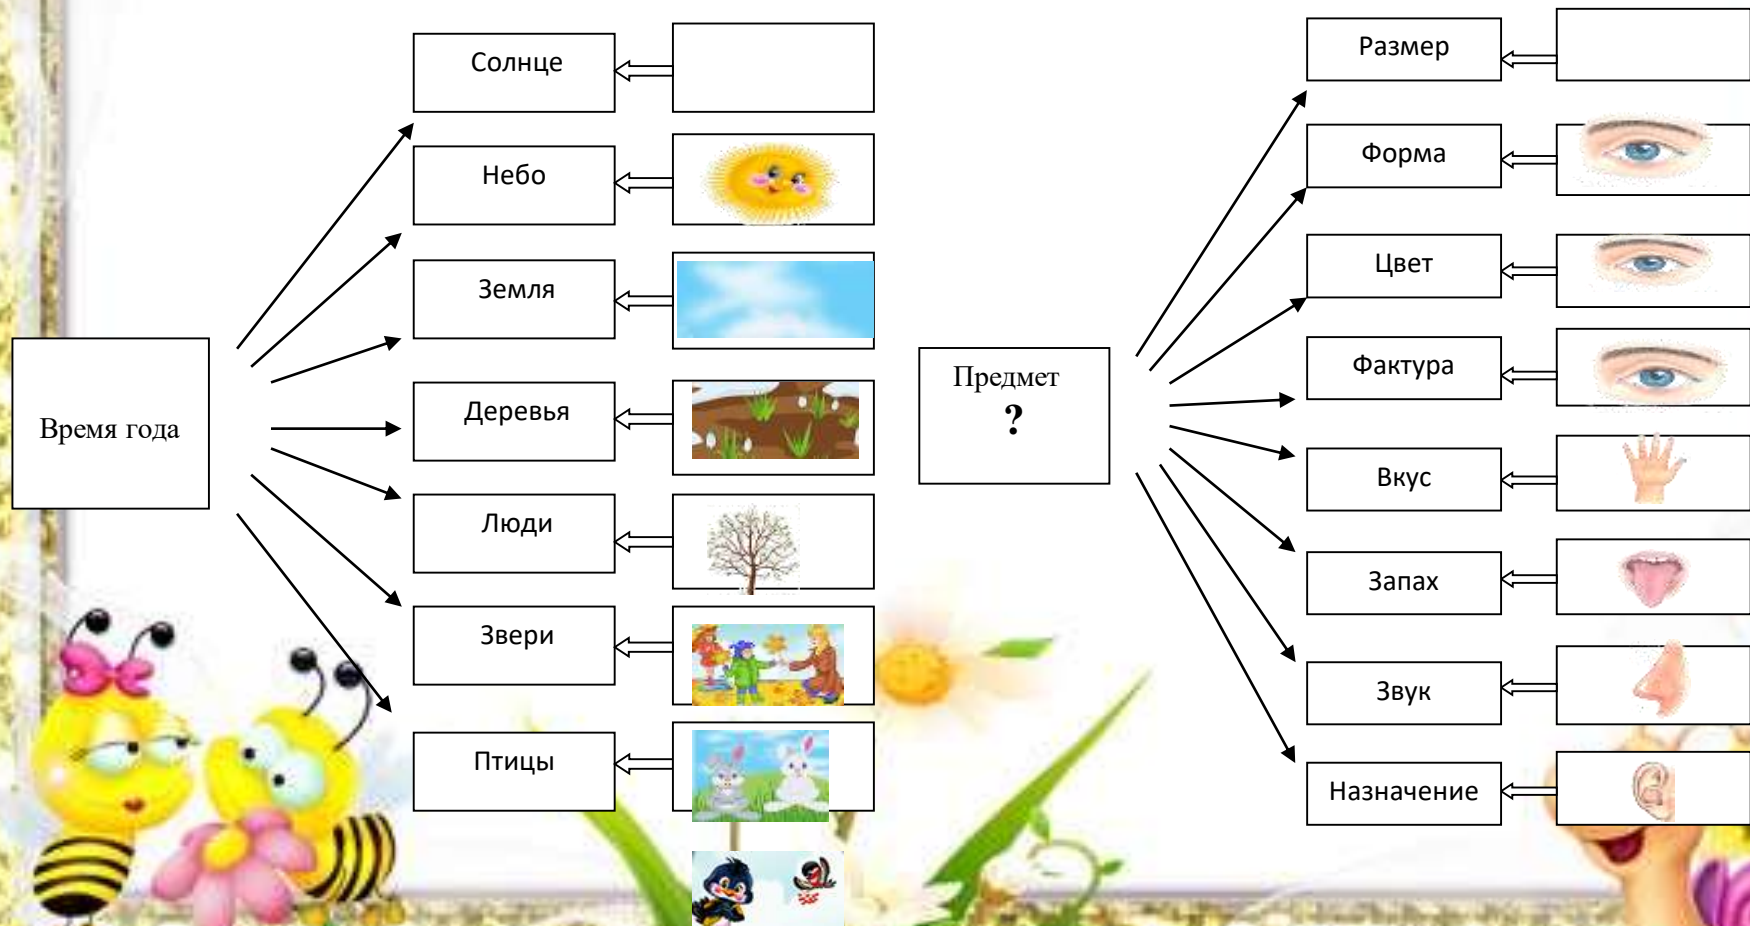 Время года
Солнце
Небо
Земля
Деревья
Люди
Звери
Птицы
Предмет
?
Размер
Форма
Цвет
Фактура
Вкус
Запах
Звук
Назначение